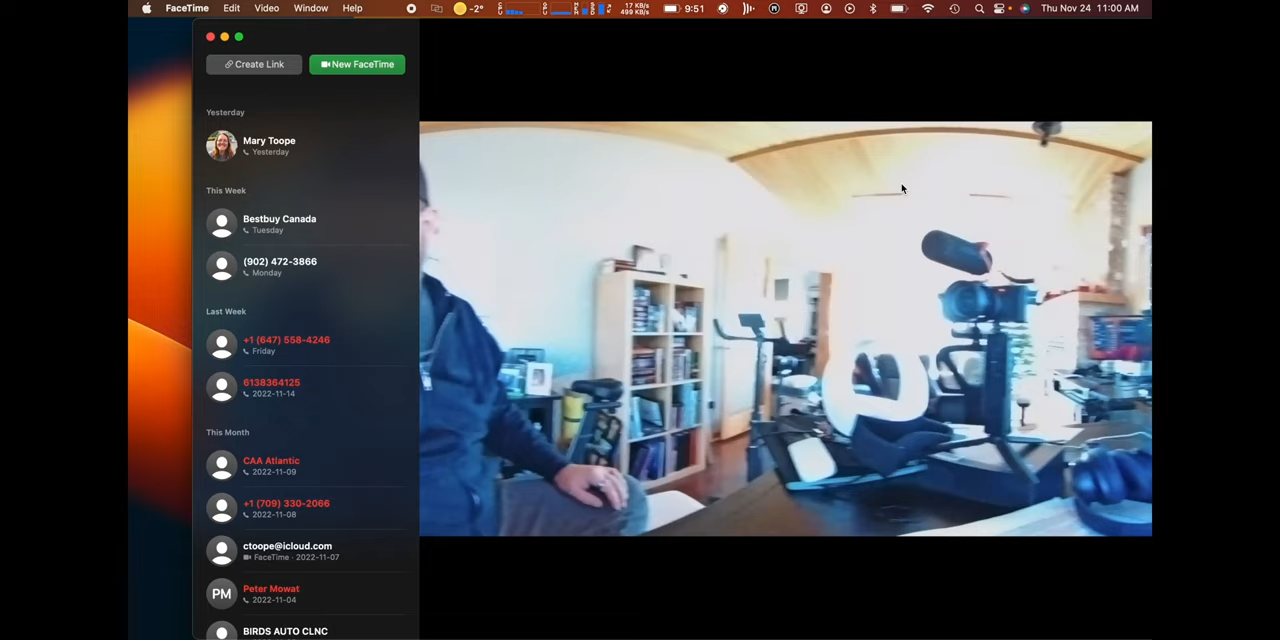 FaceTime Edit Video Window Help -2° 17 KB/s 499 KB/s 9:51 Thu Nov 24 11:00 AM
Create Link New FaceTime
Yesterday
Mary Toope
Yesterday
This Week
Bestbuy Canada
Tuesday
(902) 472-3866
Monday
Last Week
+1 (647) 558-4246
Friday
6138364125
2022-11-14
This Month
CAA Atlantic
2022-11-09
+1 (709) 330-2066
2022-11-08
ctoope@icloud.com
FaceTime - 2022-11-07
PM Peter Mowat
2022-11-04
BIRDS AUTO CLNC